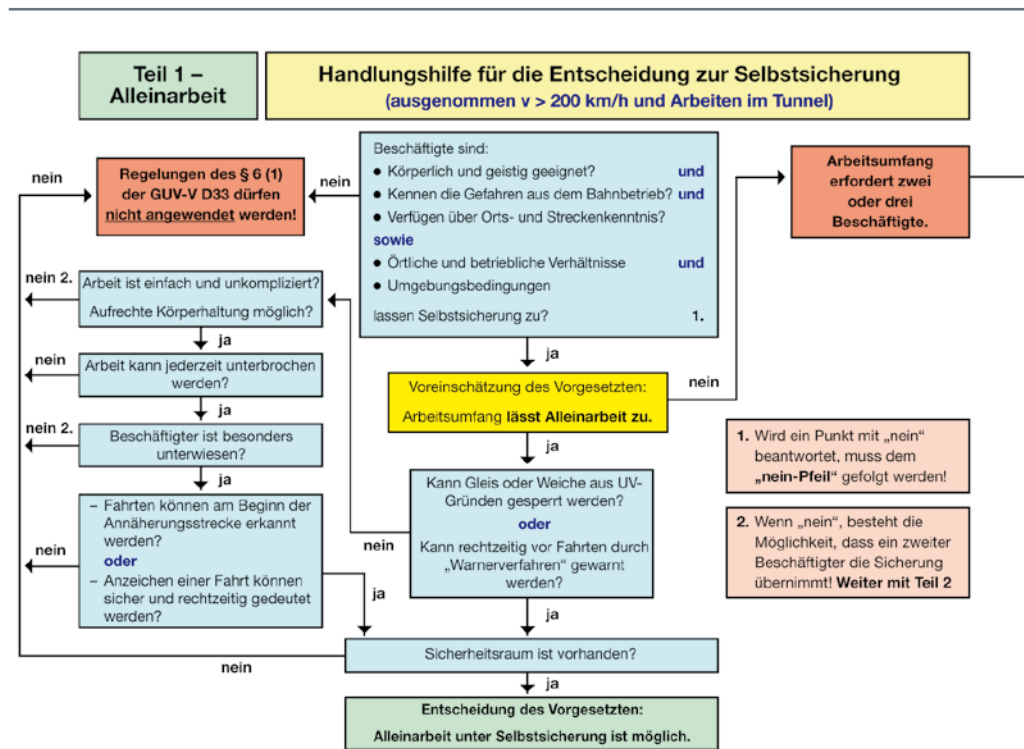 Teil 1 –
Alleinarbeit
Handlungshilfe für die Entscheidung zur Selbstsicherung
(ausgenommen v > 200 km/h und Arbeiten im Tunnel)
nein
Regelungen des § 6 (1)
der GUV-V D33 dürfen
nicht angewendet werden!
nein
Beschäftigte sind:
• Körperlich und geistig geeignet? und
• Kennen die Gefahren aus dem Bahnbetrieb? und
• Verfügen über Orts- und Streckenkenntnis?
sowie
• Örtliche und betriebliche Verhältnisse und
• Umgebungsbedingungen
lassen Selbstsicherung zu? 1.
Arbeitsumfang
erfordert zwei
oder drei
Beschäftigte.
nein 2.
Arbeit ist einfach und unkompliziert?
Aufrechte Körperhaltung möglich?
ja
ja
nein
Arbeit kann jederzeit unterbrochen
werden?
Voreinschätzung des Vorgesetzten:
Arbeitsumfang lässt Alleinarbeit zu.
nein
ja
ja
nein 2.
Beschäftigter ist besonders
unterwiesen?
ja
Kann Gleis oder Weiche aus UV-
Gründen gesperrt werden?
oder
Kann rechtzeitig vor Fahrten durch
„Warnerverfahren“ gewarnt
werden?
nein
1. Wird ein Punkt mit „nein“
beantwortet, muss dem
„nein-Pfeil“ gefolgt werden!
nein
– Fahrten können am Beginn der
Annäherungsstrecke erkannt
werden?
oder
– Anzeichen einer Fahrt können
sicher und rechtzeitig gedeutet
werden?
ja
2. Wenn „nein“, besteht die
Möglichkeit, dass ein zweiter
Beschäftigter die Sicherung
übernimmt! Weiter mit Teil 2
ja
Sicherheitsraum ist vorhanden?
nein
ja
Entscheidung des Vorgesetzten:
Alleinarbeit unter Selbstsicherung ist möglich.